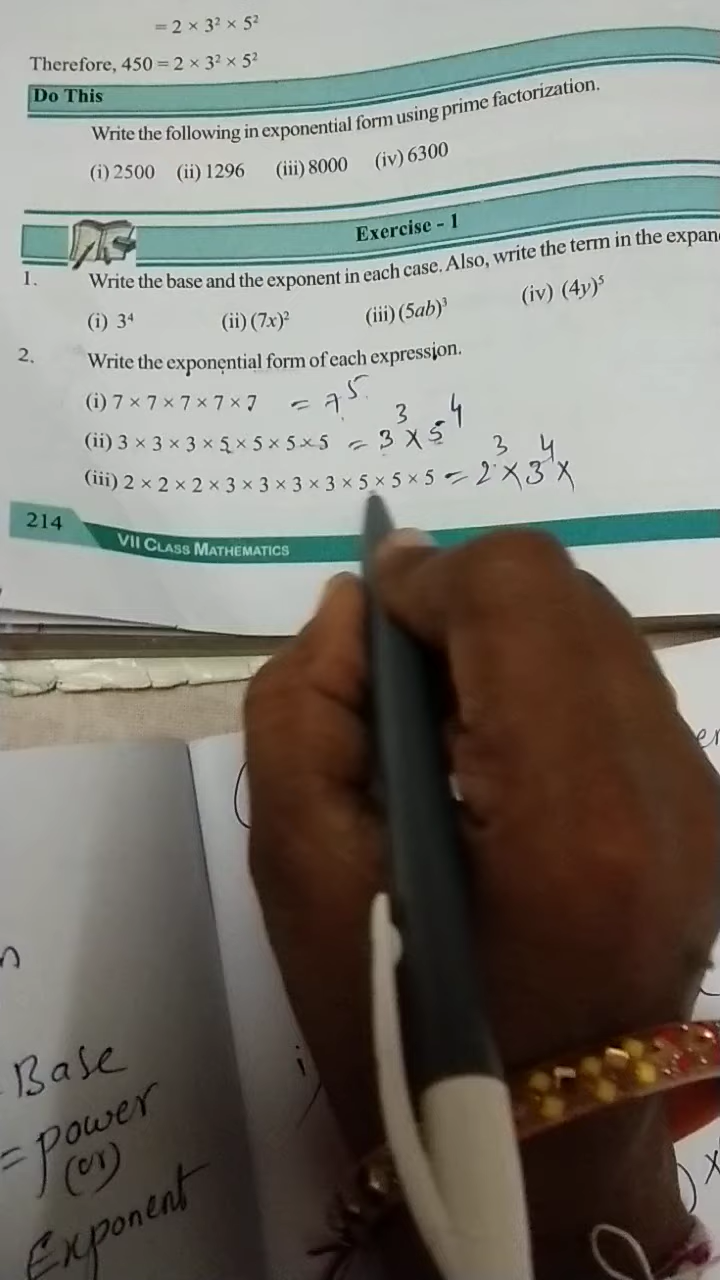 = 2 × 3² × 5²
Therefore, 450 = 2 × 3² × 5²
Do This
Write the following in exponential form using prime factorization.
(i) 2500 (ii) 1296 (iii) 8000 (iv) 6300
Exercise - 1
1. Write the base and the exponent in each case. Also, write the term in the expan
(i) 3⁴ (ii) (7x)² (iii) (5ab)³ (iv) (4y)⁵
2. Write the exponential form of each expression.
(i) 7 × 7 × 7 × 7 × 7 = 7⁵
(ii) 3 × 3 × 3 × 5 × 5 × 5 × 5 = 3³ × 5⁴
(iii) 2 × 2 × 2 × 3 × 3 × 3 × 3 × 5 × 5 × 5 = 2³ × 3⁴ ×
214 VII CLASS MATHEMATICS
Base
= power
(or)
Exponent